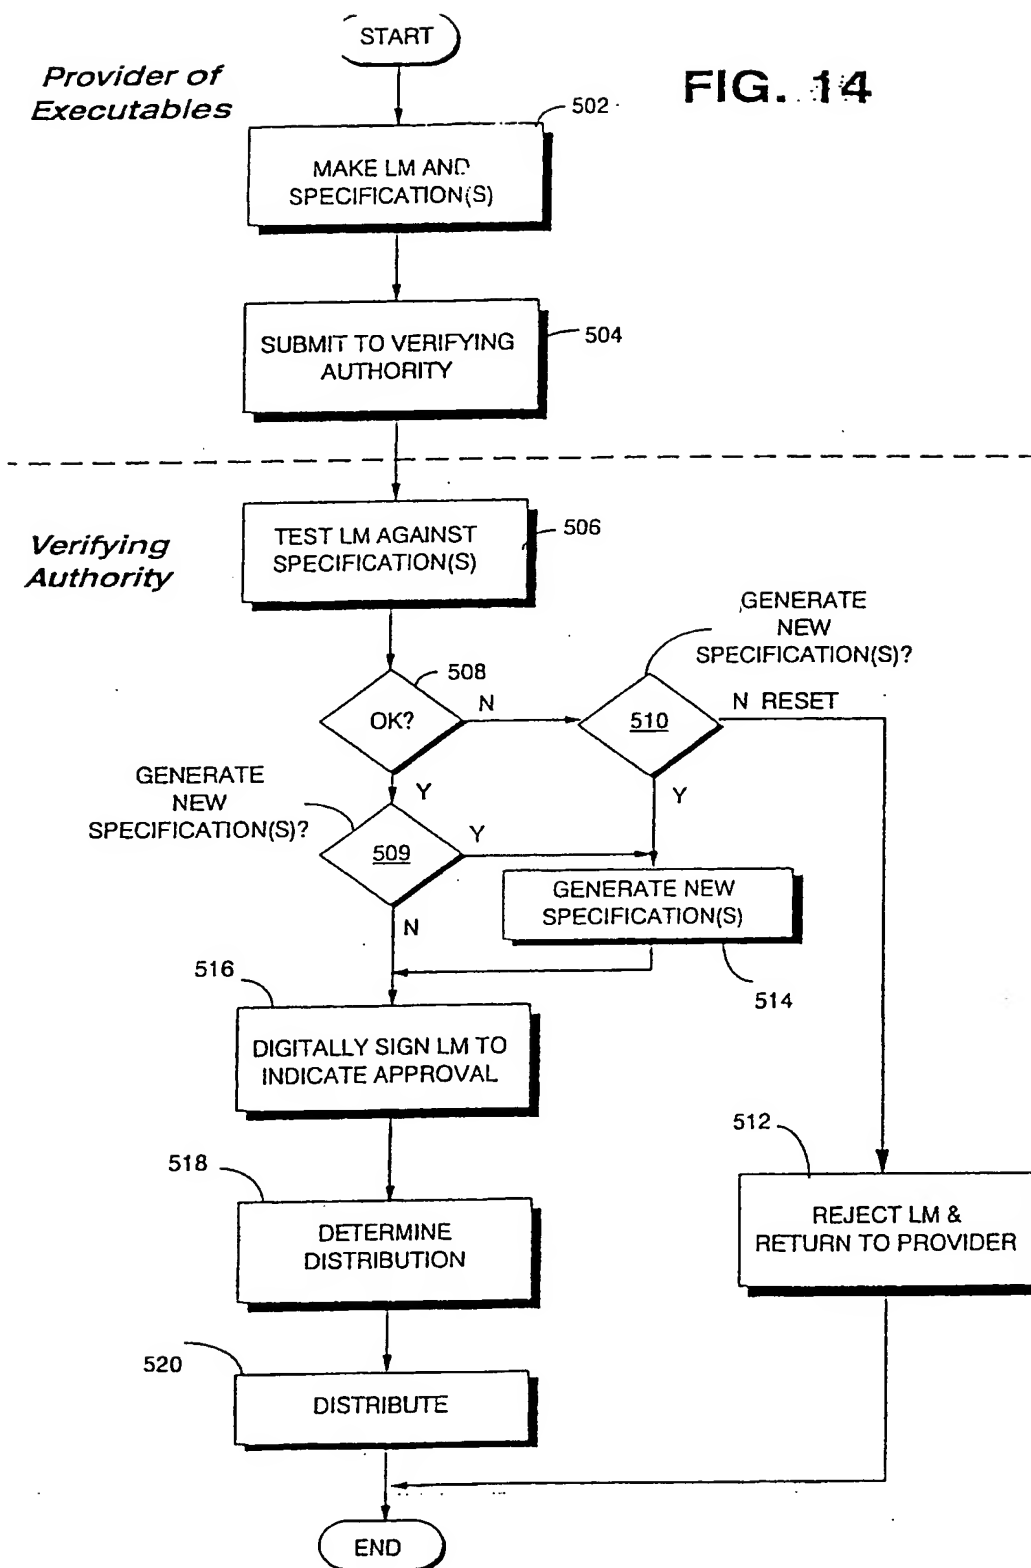 START
Provider of
Executables
FIG. 14
502
MAKE LM AND
SPECIFICATION(S)
SUBMIT TO VERIFYING
AUTHORITY
504
Verifying
Authority
TEST LM AGAINST
SPECIFICATION(S)
506
GENERATE
NEW
SPECIFICATION(S)?
508
OK?
N
510
N RESET
GENERATE
NEW
SPECIFICATION(S)?
Y
Y
509
Y
N
GENERATE NEW
SPECIFICATION(S)
514
516
DIGITALLY SIGN LM TO
INDICATE APPROVAL
512
REJECT LM &
RETURN TO PROVIDER
518
DETERMINE
DISTRIBUTION
520
DISTRIBUTE
END